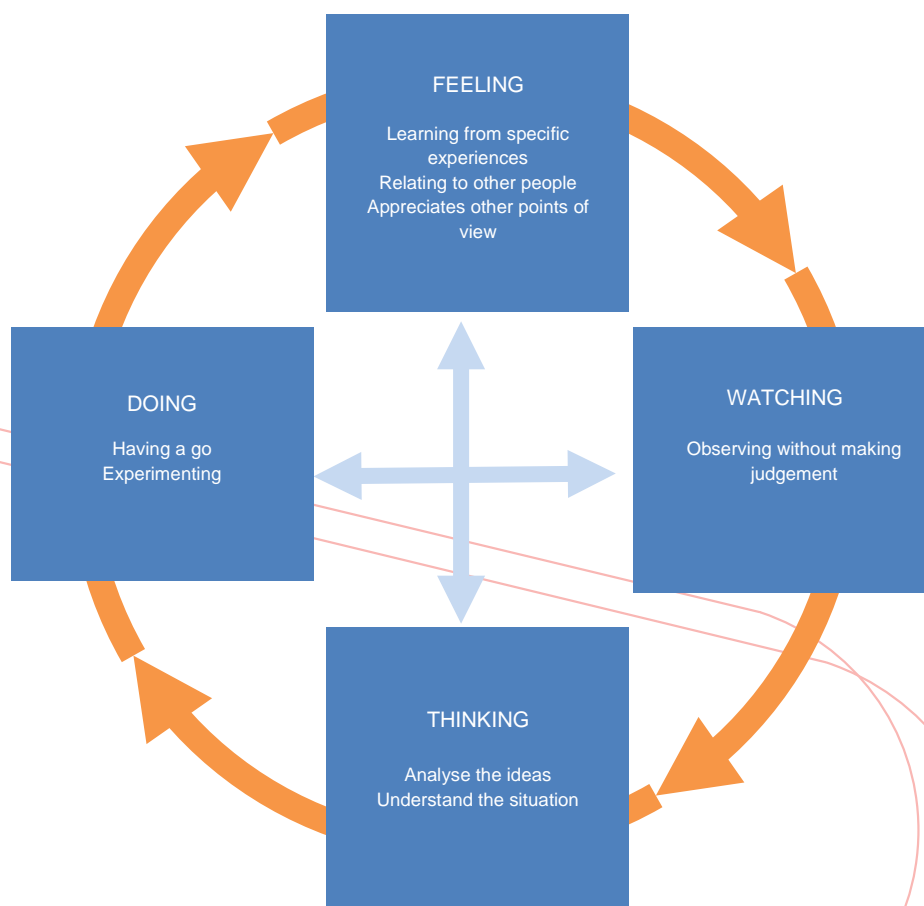 FEELING
Learning from specific
experiences
Relating to other people
Appreciates other points of
view
DOING
Having a go
Experimenting
WATCHING
Observing without making
judgement
THINKING
Analyse the ideas
Understand the situation